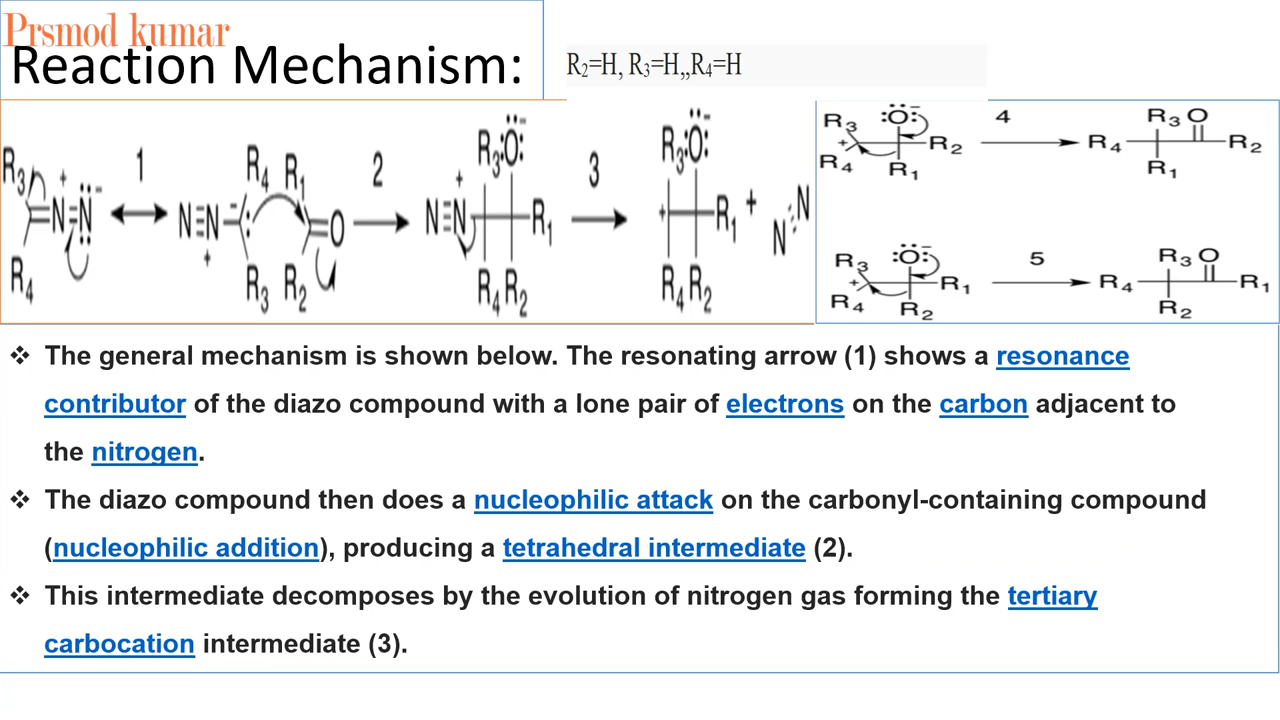 Prsmod kumar
Reaction Mechanism:
R₂=H, R₃=H,,R₄=H
R₃ + N=N − 1 N≡N + R₄ R₁ R₃ R₂ O 2 N≡N + R₃ :Ö: − R₁ R₄ R₂ 3 R₃ :Ö: − + R₁ R₄ R₂ + N N
R₃ :Ö: − + R₂ R₄ R₁ 4 R₃ O R₄ R₂ R₁
R₃ :Ö: − + R₁ R₄ R₂ 5 R₃ O R₄ R₁ R₂
❖ The general mechanism is shown below. The resonating arrow (1) shows a resonance
contributor of the diazo compound with a lone pair of electrons on the carbon adjacent to
the nitrogen.
❖ The diazo compound then does a nucleophilic attack on the carbonyl-containing compound
(nucleophilic addition), producing a tetrahedral intermediate (2).
❖ This intermediate decomposes by the evolution of nitrogen gas forming the tertiary
carbocation intermediate (3).